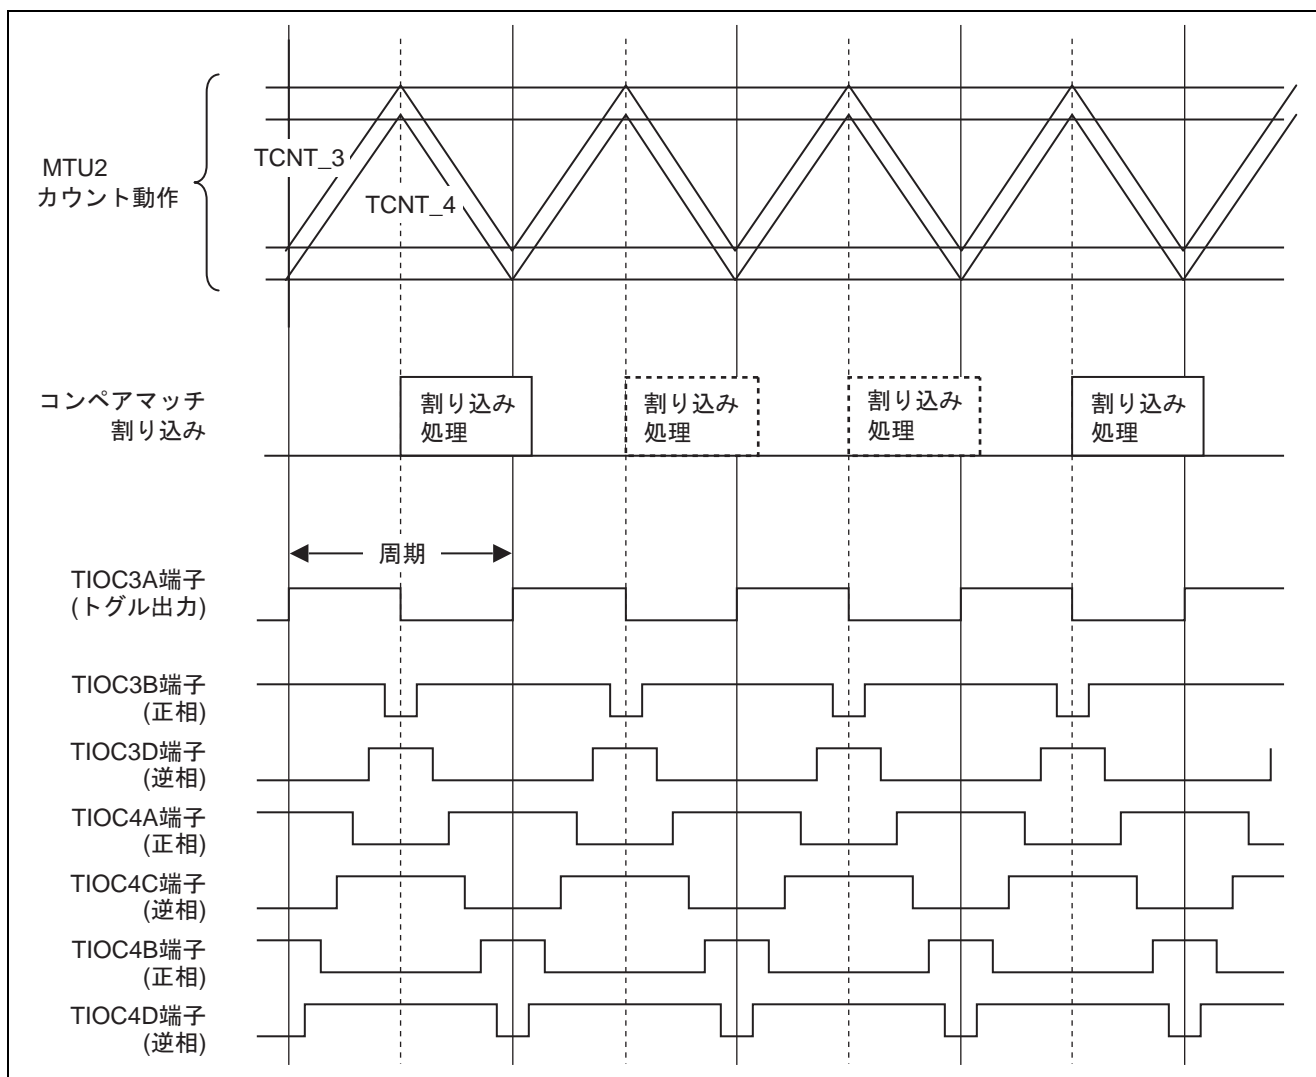 MTU2
カウント動作
TCNT_3
TCNT_4
コンペアマッチ
割り込み
割り込み
処理
割り込み
処理
割り込み
処理
割り込み
処理
周期
TIOC3A端子
(トグル出力)
TIOC3B端子
(正相)
TIOC3D端子
(逆相)
TIOC4A端子
(正相)
TIOC4C端子
(逆相)
TIOC4B端子
(正相)
TIOC4D端子
(逆相)